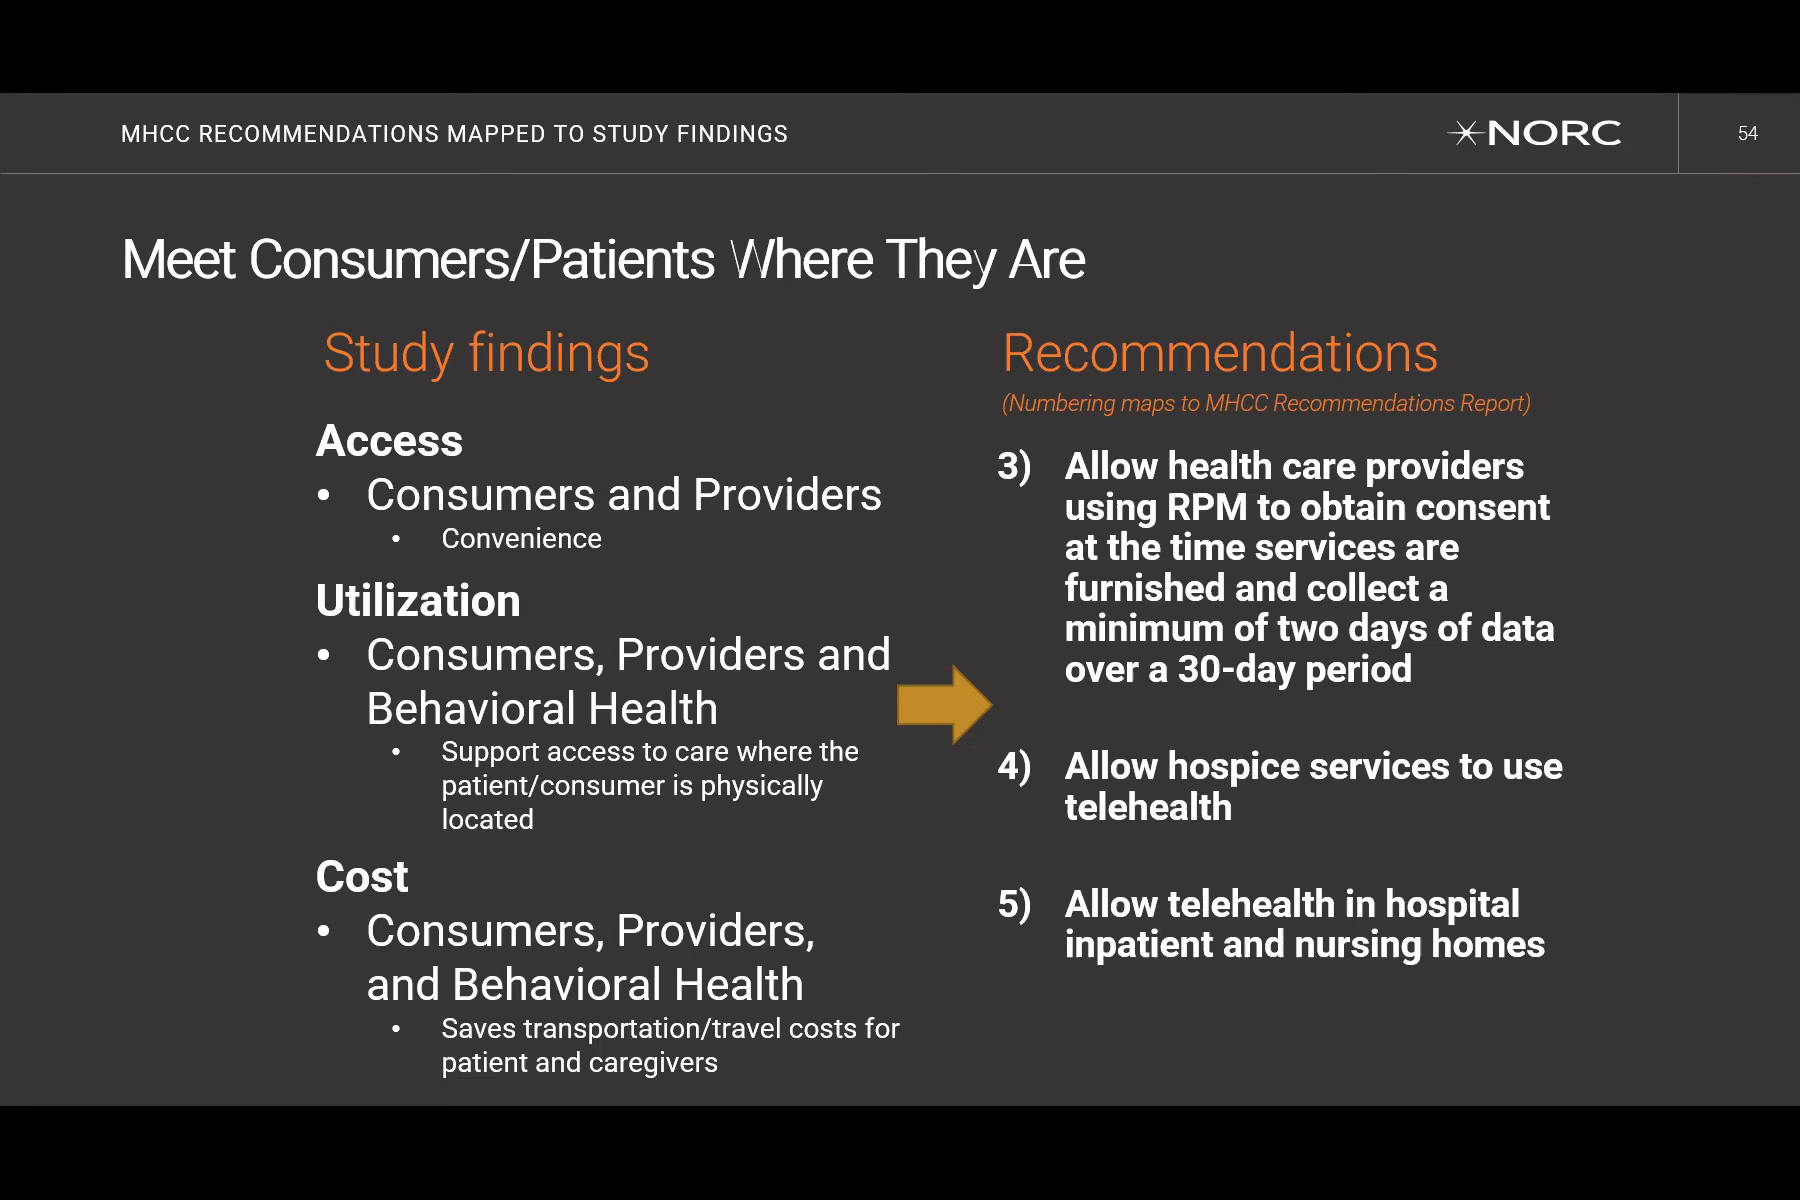 MHCC RECOMMENDATIONS MAPPED TO STUDY FINDINGS
NORC
54
Meet Consumers/Patients Where They Are
Study findings
Access
• Consumers and Providers
• Convenience
Utilization
• Consumers, Providers and
Behavioral Health
• Support access to care where the
patient/consumer is physically
located
Cost
• Consumers, Providers,
and Behavioral Health
• Saves transportation/travel costs for
patient and caregivers
Recommendations
(Numbering maps to MHCC Recommendations Report)
3) Allow health care providers
using RPM to obtain consent
at the time services are
furnished and collect a
minimum of two days of data
over a 30-day period
4) Allow hospice services to use
telehealth
5) Allow telehealth in hospital
inpatient and nursing homes